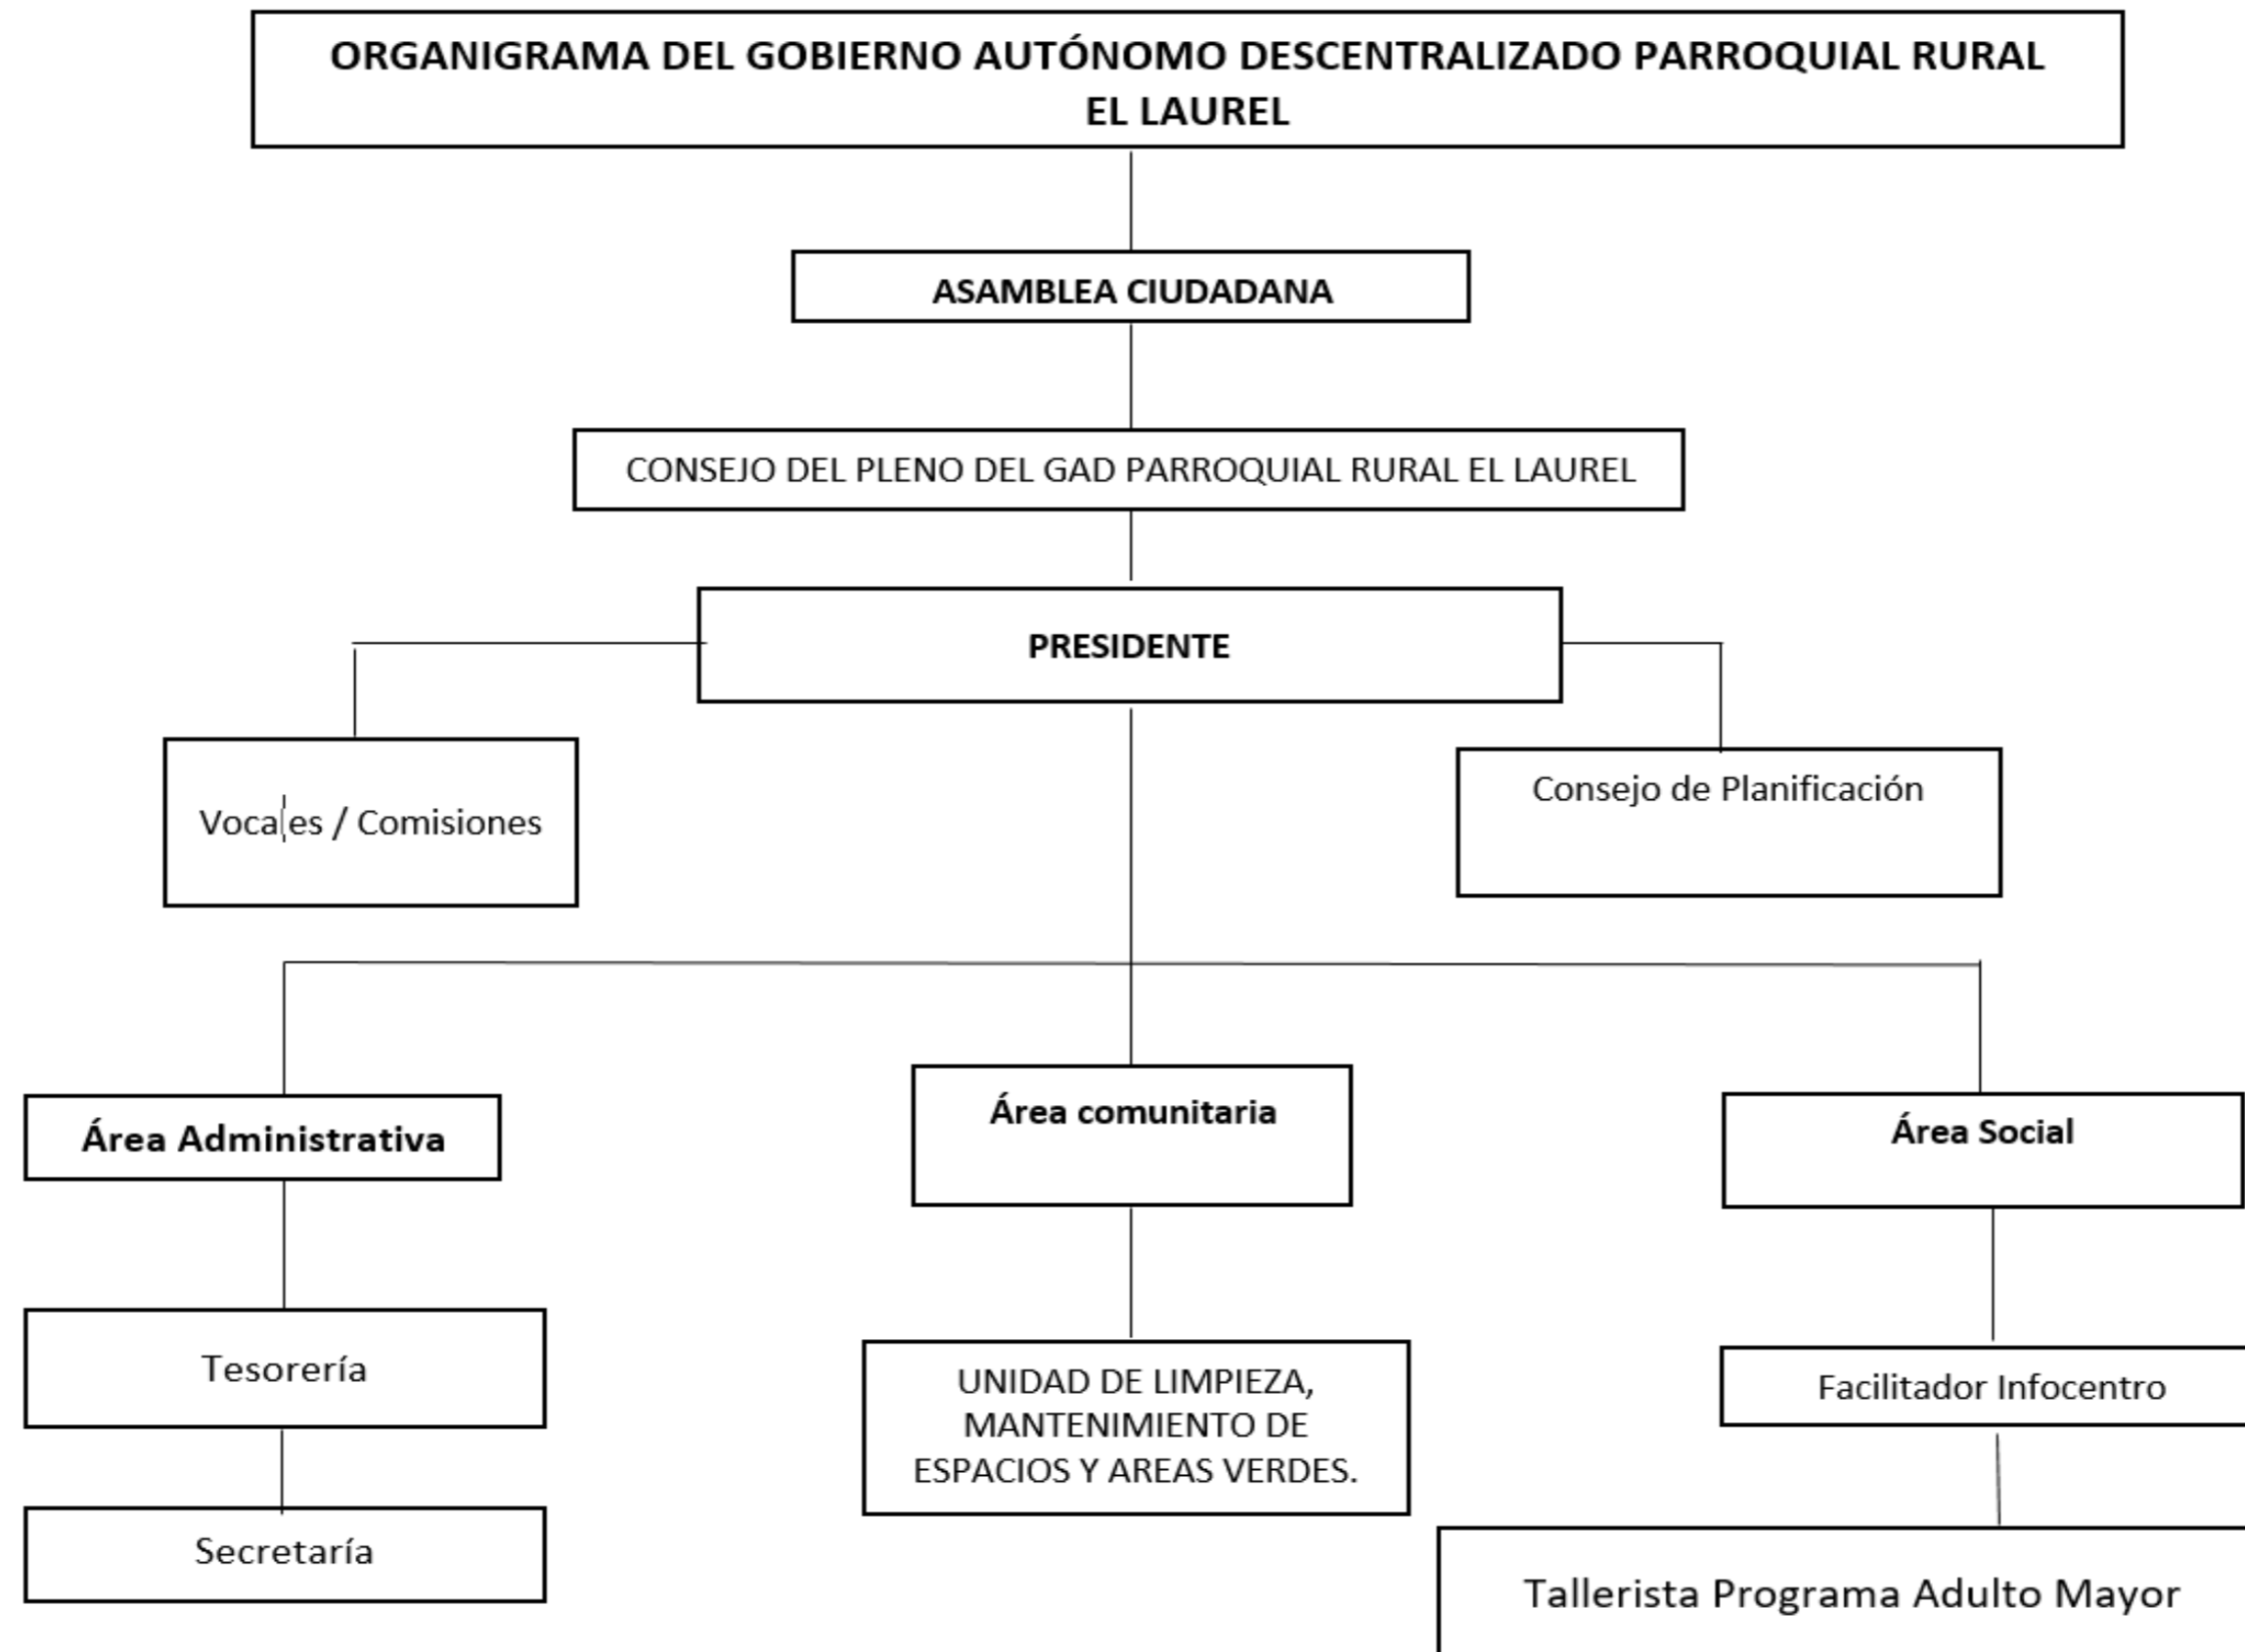 ORGANIGRAMA DEL GOBIERNO AUTÓNOMO DESCENTRALIZADO PARROQUIAL RURAL
EL LAUREL
ASAMBLEA CIUDADANA
CONSEJO DEL PLENO DEL GAD PARROQUIAL RURAL EL LAUREL
PRESIDENTE
Vocales / Comisiones
Consejo de Planificación
Área Administrativa
Área comunitaria
Área Social
Tesorería
UNIDAD DE LIMPIEZA,
MANTENIMIENTO DE
ESPACIOS Y AREAS VERDES.
Facilitador Infocentro
Secretaría
Tallerista Programa Adulto Mayor